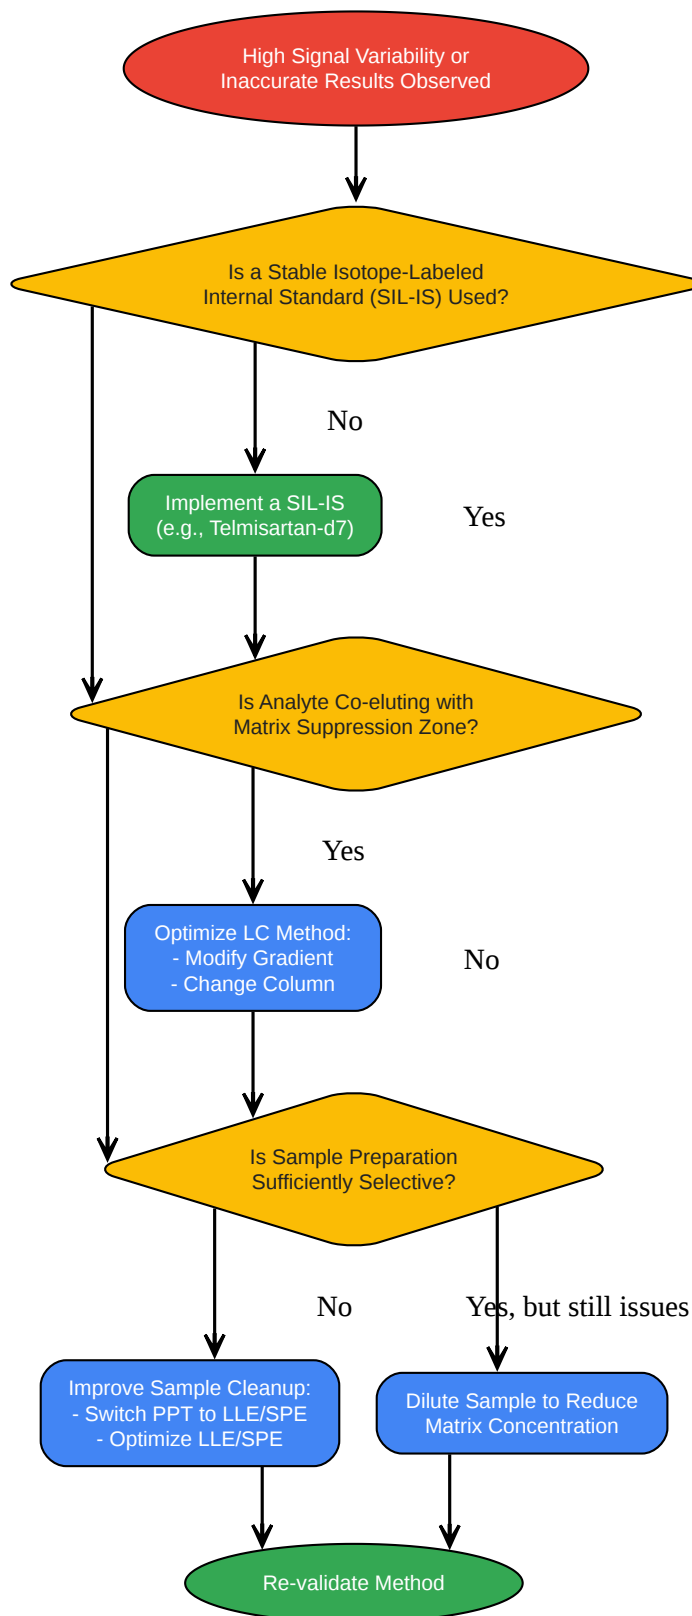 High Signal Variability or
Inaccurate Results Observed
Is a Stable Isotope-Labeled
Internal Standard (SIL-IS) Used?
No
Implement a SIL-IS
(e.g., Telmisartan-d7)
Yes
Is Analyte Co-eluting with
Matrix Suppression Zone?
Yes
Optimize LC Method:
- Modify Gradient
- Change Column
No
Is Sample Preparation
Sufficiently Selective?
No
Yes, but still issues
Improve Sample Cleanup:
- Switch PPT to LLE/SPE
- Optimize LLE/SPE
Dilute Sample to Reduce
Matrix Concentration
Re-validate Method